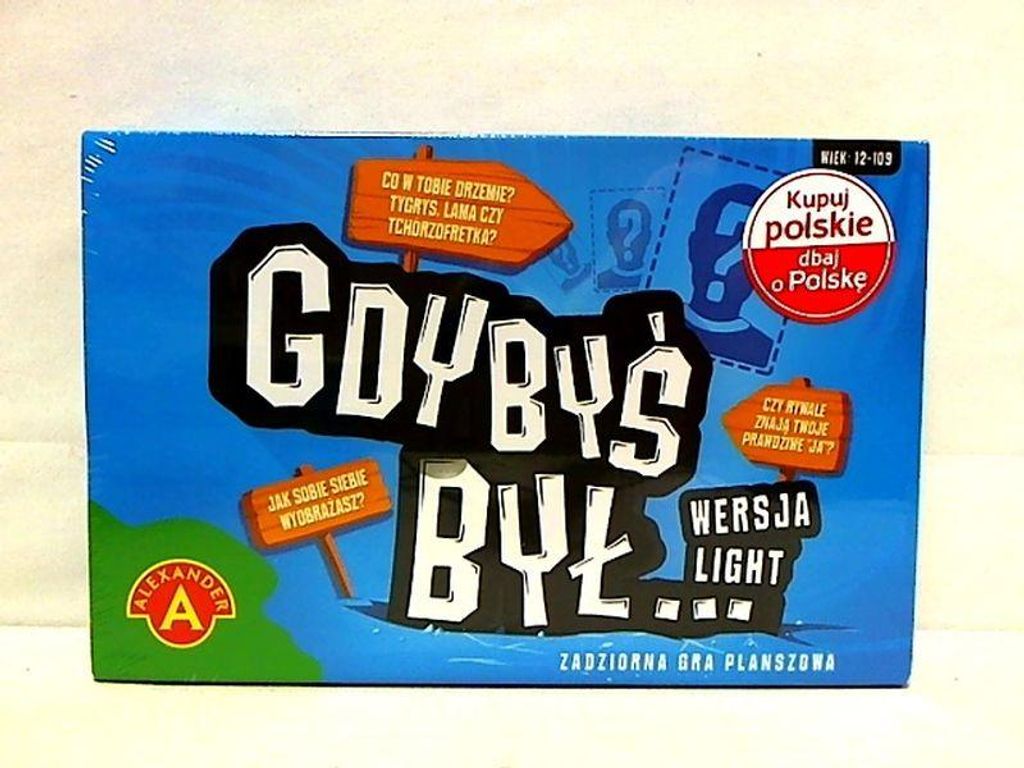 WIEK: 12-109
CO W TOBIE DRZEMIE?
TYGRYS, LAMA CZY
TCHÓRZOFRETKA?
Kupuj
polskie
dbaj
o Polskę
GDYBYŚ
BYŁ...
WERSJA
LIGHT
CZY RYWALE
ZNAJĄ TWOJE
PRAWDZIWE "JA"?
JAK SOBIE SIEBIE
WYOBRAŻASZ?
ALEXANDER
A
ZADZIORNA GRA PLANSZOWA